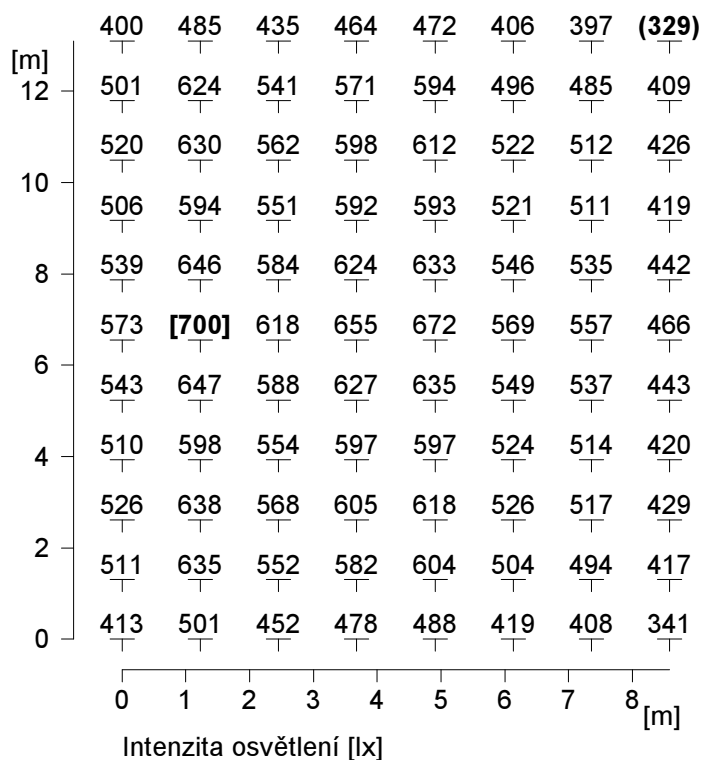 400 485 435 464 472 406 397 (329)
[m]
12 501 624 541 571 594 496 485 409
520 630 562 598 612 522 512 426
10
506 594 551 592 593 521 511 419
8 539 646 584 624 633 546 535 442
573 [700] 618 655 672 569 557 466
6
543 647 588 627 635 549 537 443
4 510 598 554 597 597 524 514 420
526 638 568 605 618 526 517 429
2
511 635 552 582 604 504 494 417
0 413 501 452 478 488 419 408 341
0 1 2 3 4 5 6 7 8 [m]
Intenzita osvětlení [lx]